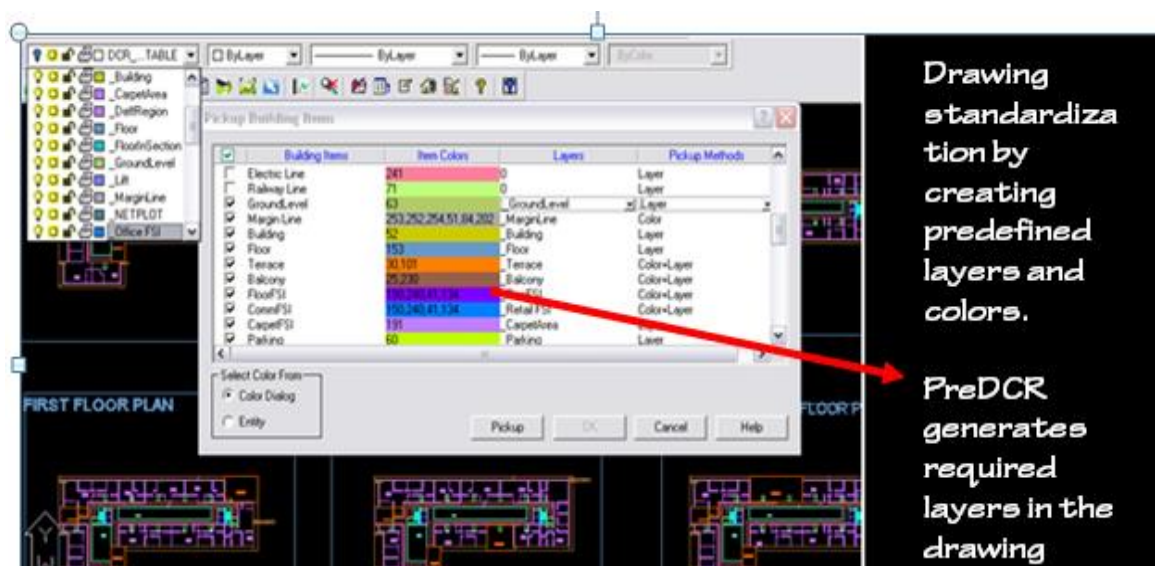 DCR_...TABLE
ByLayer
ByLayer
ByLayer
ByColor
_Building
_CarpetArea
_DeflRegion
_Floor
_FloorInSection
_GroundLevel
_Lift
_MarginLine
_NETPLOT
Office FSI
Pickup Building Items
Building Items Item Colors Layers Pickup Methods
Electric Line 241 0 Layer
Railway Line 71 0 Layer
GroundLevel 63 _GroundLevel Layer
Margin Line 253,252,254,51,84,202 _MarginLine Color
Building 52 _Building Layer
Floor 153 _Floor Layer
Terrace 30,101 _Terrace Color+Layer
Balcony 25,230 _Balcony Color+Layer
FloorFSI Color+Layer
CommFSI 150,240,41,134 _Retail FSI Color+Layer
CarpetFSI 191 _CarpetArea
Parking 60 _Parking Layer
Select Color From
Color Dialog
Entity
Pickup OK Cancel Help
FIRST FLOOR PLAN
FLOOR P
Drawing
standardiza
tion by
creating
predefined
layers and
colors.
PreDCR
generates
required
layers in the
drawing